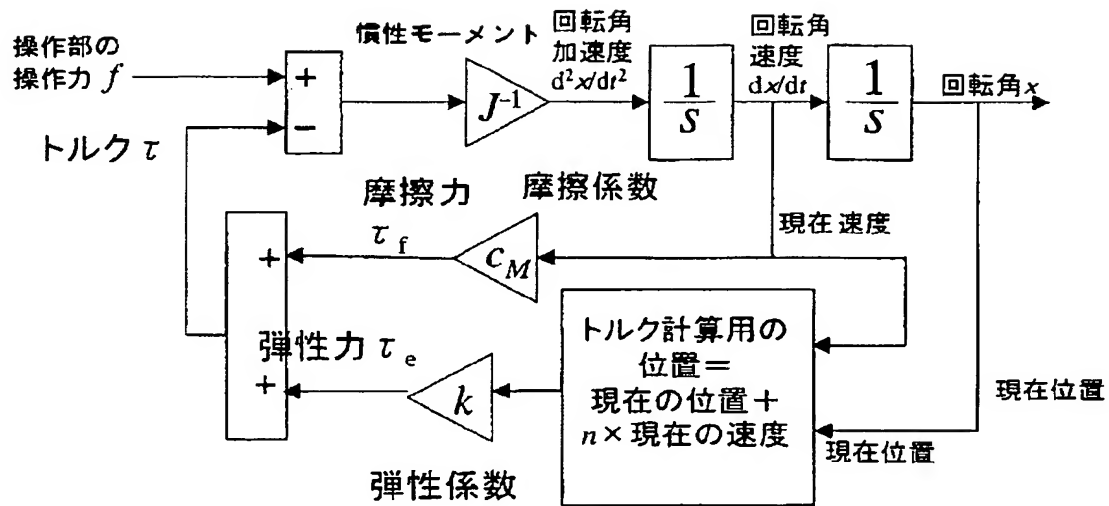 操作部の
操作力 f
+
−
慣性モーメント
J⁻¹
回転角
加速度
d²x/dt²
1
s
回転角
速度
dx/dt
1
s
回転角x
トルク τ
摩擦力
τf
摩擦係数
cM
現在速度
+
+
弾性力 τe
k
弾性係数
トルク計算用の
位置＝
現在の位置＋
n×現在の速度
現在位置
現在位置